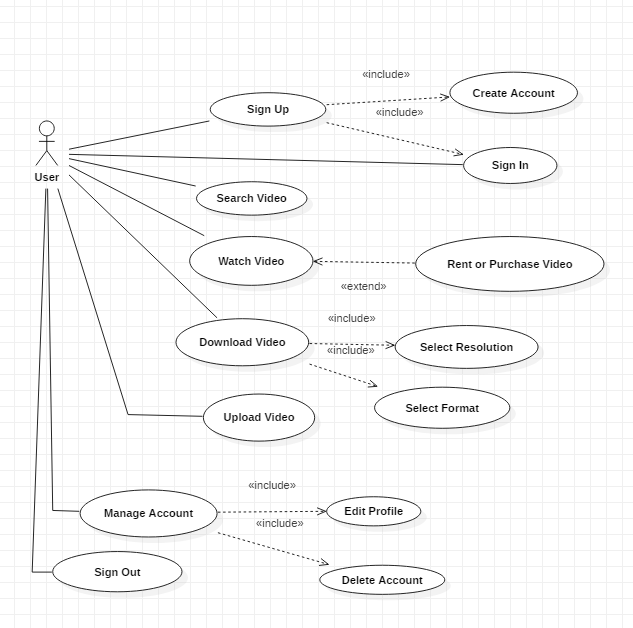 «include»
Create Account
Sign Up
«include»
Sign In
User
Search Video
Watch Video
Rent or Purchase Video
«extend»
«include»
Download Video
Select Resolution
«include»
Select Format
Upload Video
«include»
Manage Account
Edit Profile
«include»
Sign Out
Delete Account